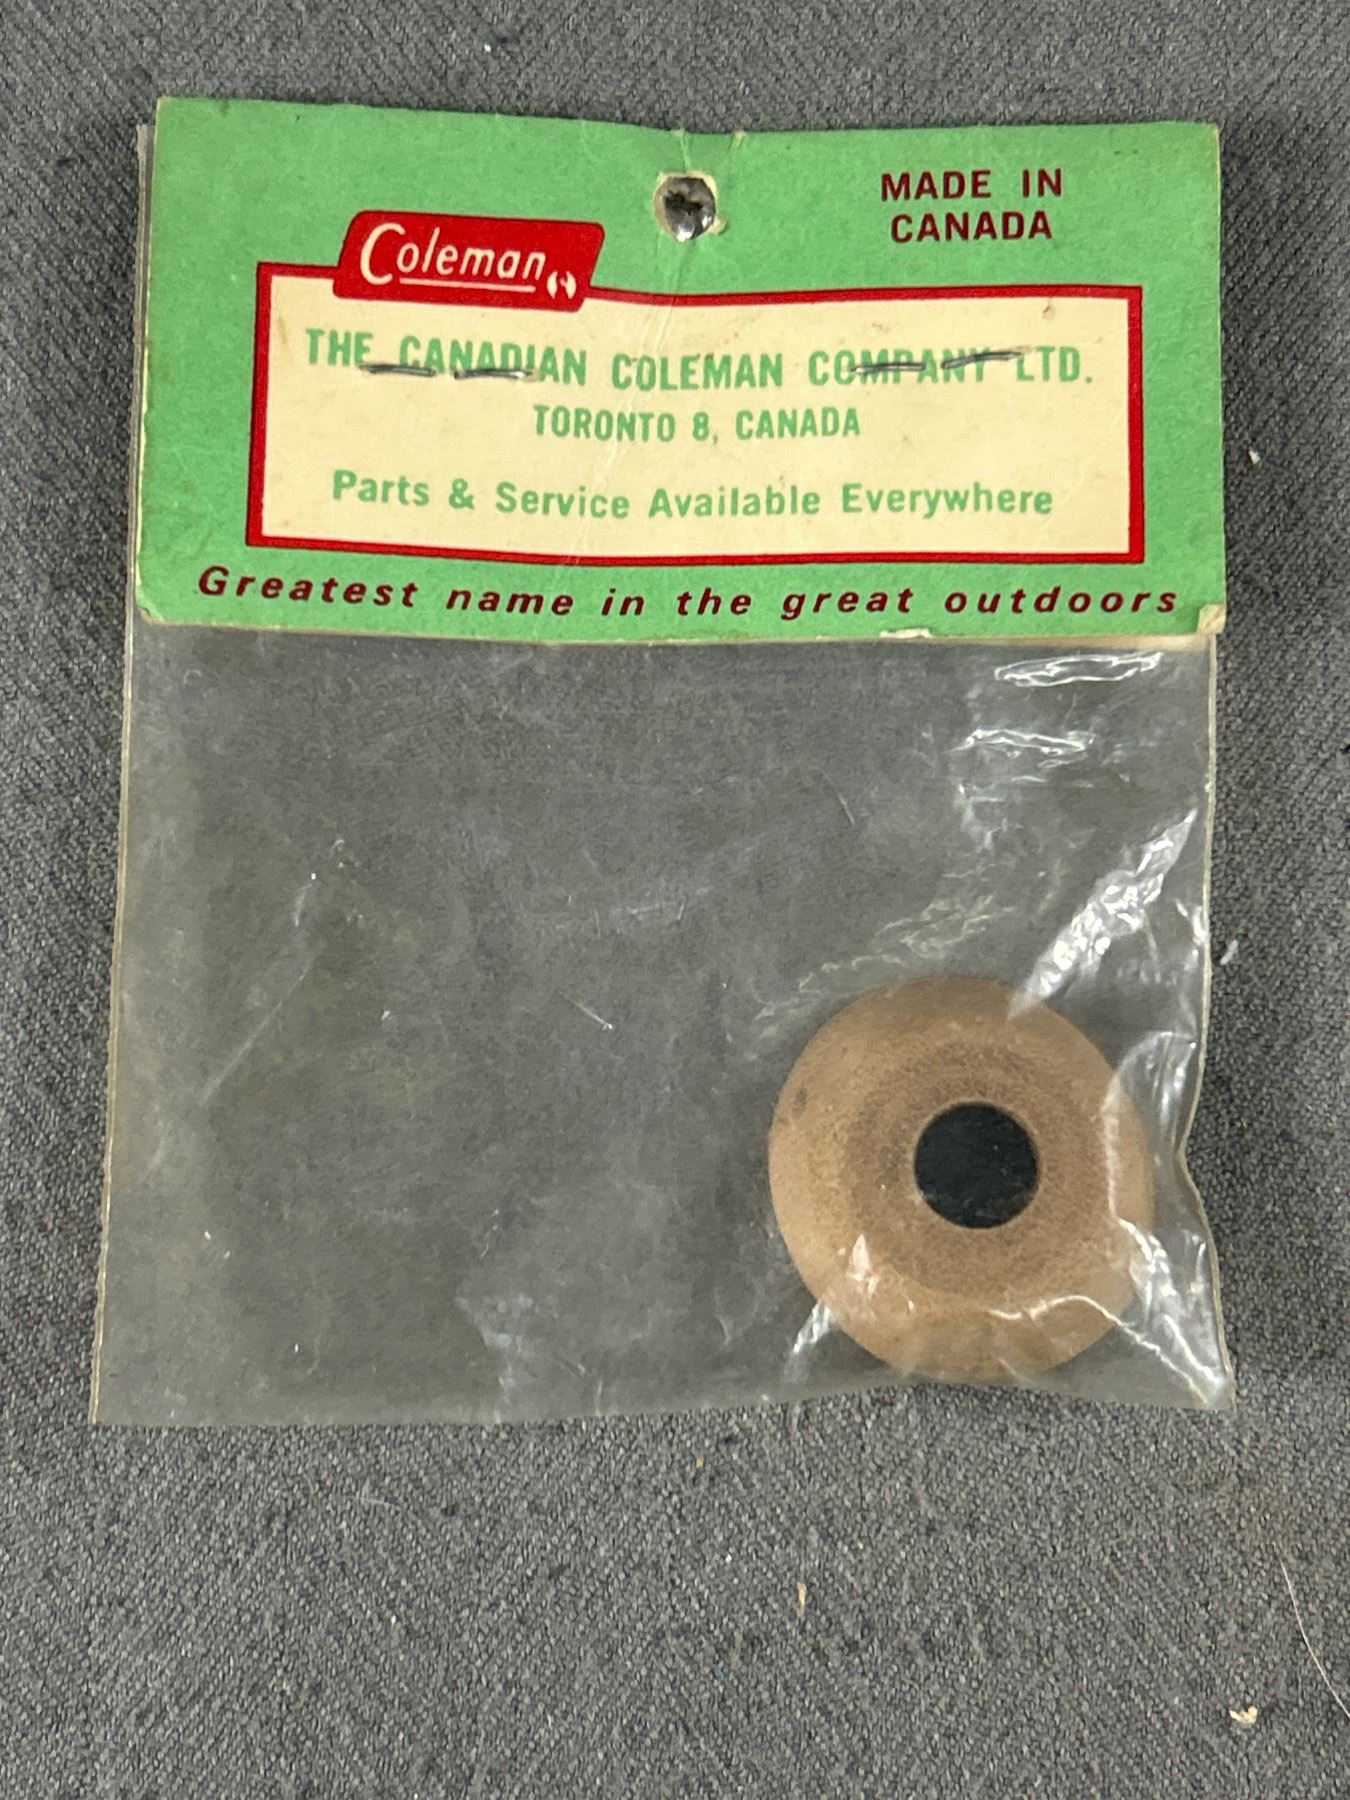 MADE IN
CANADA
Coleman
THE CANADIAN COLEMAN COMPANY LTD.
TORONTO 8, CANADA
Parts & Service Available Everywhere
Greatest name in the great outdoors